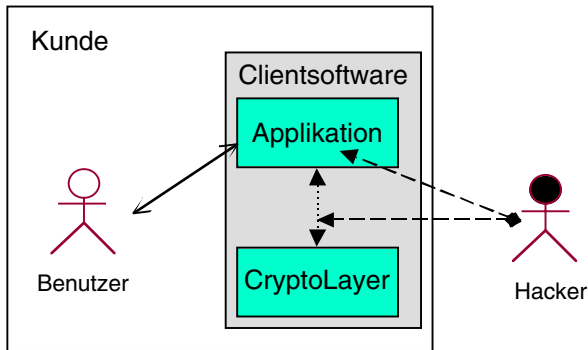 Kunde
Clientsoftware
Applikation
CryptoLayer
Benutzer
Hacker